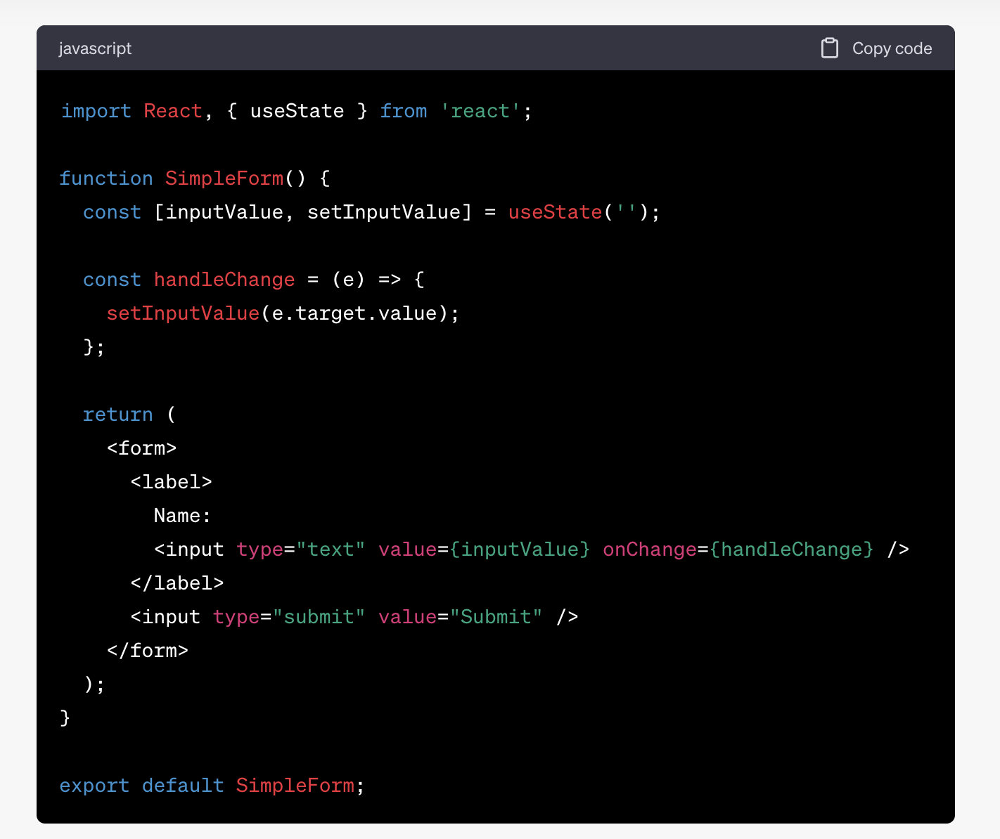 javascript
Copy code
import React, { useState } from 'react';
function SimpleForm() {
  const [inputValue, setInputValue] = useState('');
  const handleChange = (e) => {
    setInputValue(e.target.value);
  };
  return (
    <form>
      <label>
        Name:
        <input type="text" value={inputValue} onChange={handleChange} />
      </label>
      <input type="submit" value="Submit" />
    </form>
  );
}
export default SimpleForm;